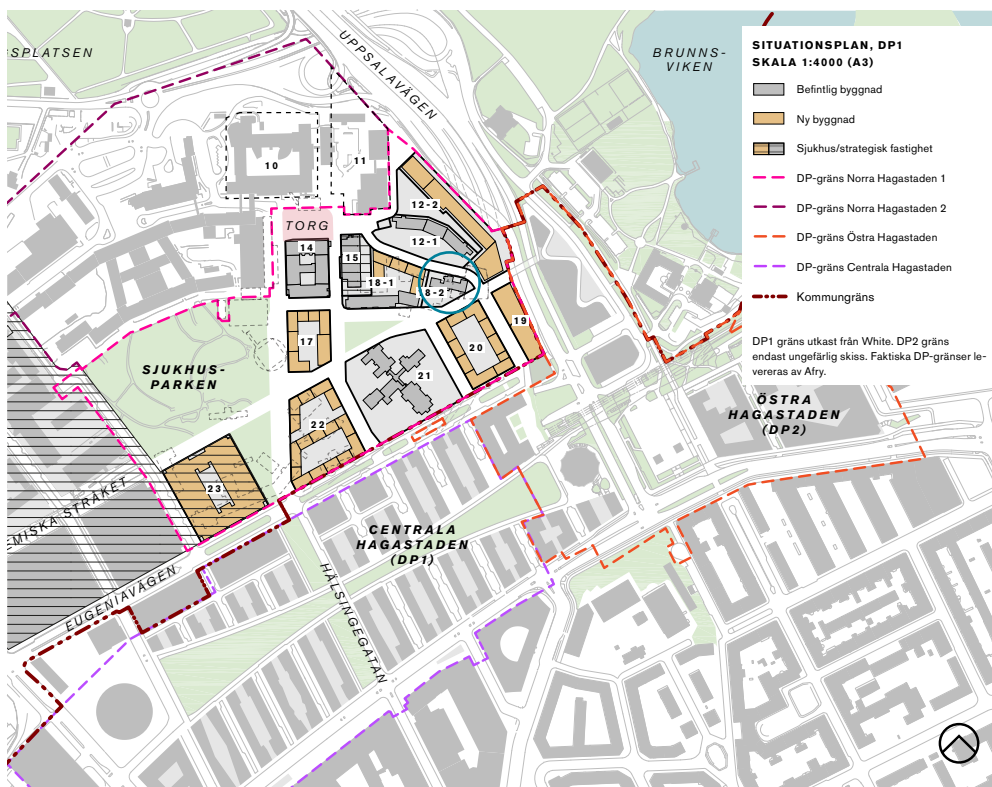 SPLATSEN
UPPSALAVÄGEN
BRUNNS-
VIKEN
SITUATIONSPLAN, DP1
SKALA 1:4000 (A3)
Befintlig byggnad
Ny byggnad
Sjukhus/strategisk fastighet
DP-gräns Norra Hagastaden 1
DP-gräns Norra Hagastaden 2
DP-gräns Östra Hagastaden
DP-gräns Centrala Hagastaden
Kommungräns
DP1 gräns utkast från White. DP2 gräns
endast ungefärlig skiss. Faktiska DP-gränser le-
vereras av Afry.
10
11
12-2
TORG
12-1
14
15
18-1
8-2
19
17
20
SJUKHUS-
PARKEN
21
22
ÖSTRA
HAGASTADEN
(DP2)
23
MISKA STRÅKET
CENTRALA
HAGASTADEN
(DP1)
EUGENIAVÄGEN
HÄLSINGEGATAN